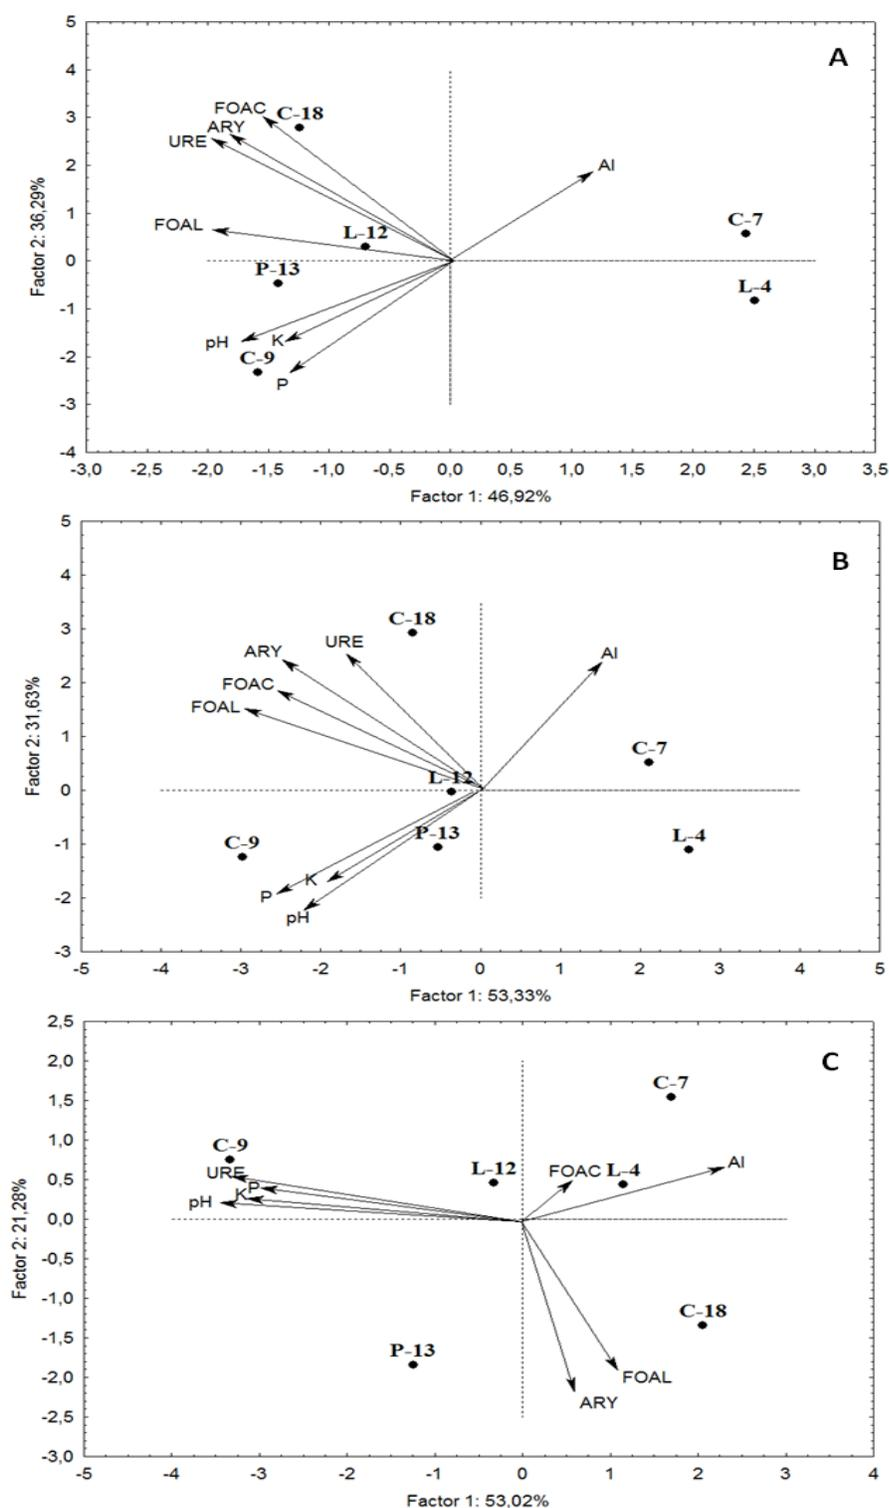 A
5
4
3
2
1
0
-1
-2
-3
-4
Factor 2: 36,29%
FOAC
C-18
ARY
URE
AI
FOAL
L-12
C-7
P-13
L-4
pH
K
C-9
P
-3,0 -2,5 -2,0 -1,5 -1,0 -0,5 0,0 0,5 1,0 1,5 2,0 2,5 3,0 3,5
Factor 1: 46,92%
B
5
4
3
2
1
0
-1
-2
-3
Factor 2: 31,63%
C-18
URE
ARY
AI
FOAC
FOAL
C-7
L-12
P-13
L-4
C-9
K
P
pH
-5 -4 -3 -2 -1 0 1 2 3 4 5
Factor 1: 53,33%
C
2,5
2,0
1,5
1,0
0,5
0,0
-0,5
-1,0
-1,5
-2,0
-2,5
-3,0
Factor 2: 21,28%
C-7
C-9
AI
URE
L-12
FOAC
L-4
P
K
pH
C-18
P-13
FOAL
ARY
-5 -4 -3 -2 -1 0 1 2 3 4
Factor 1: 53,02%